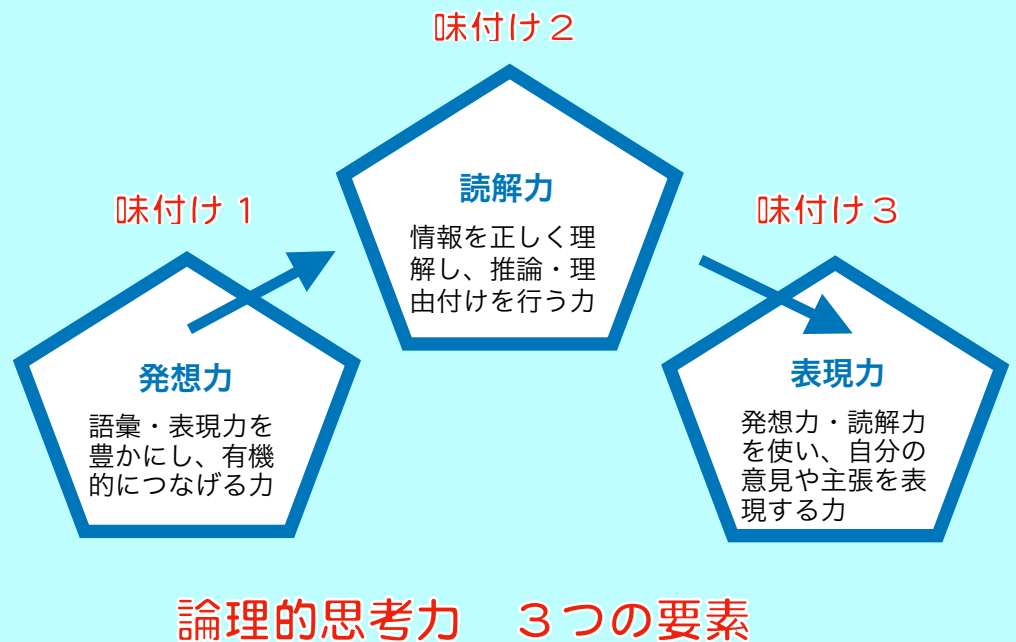 味付け２
味付け１
味付け３
読解力
情報を正しく理
解し、推論・理
由付けを行う力
発想力
語彙・表現力を
豊かにし、有機
的につなげる力
表現力
発想力・読解力
を使い、自分の
意見や主張を表
現する力
論理的思考力　３つの要素